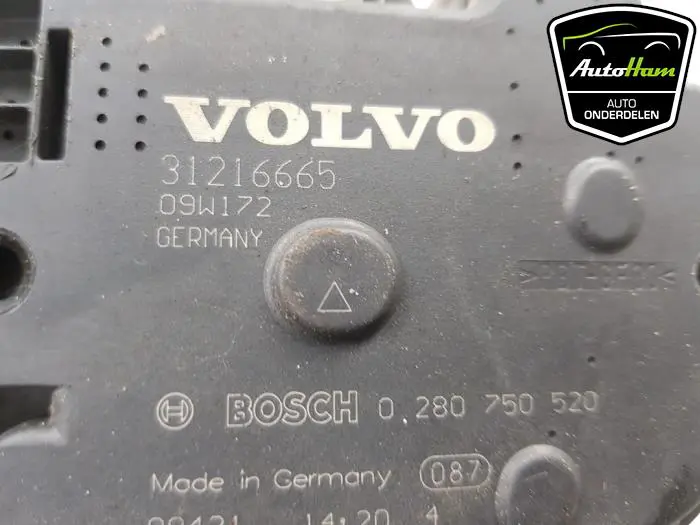 AutoHam
AUTO
ONDERDELEN
VOLVO
31216665
09W172
GERMANY
BOSCH 0 280 750 520
Made in Germany 087
14:20 4